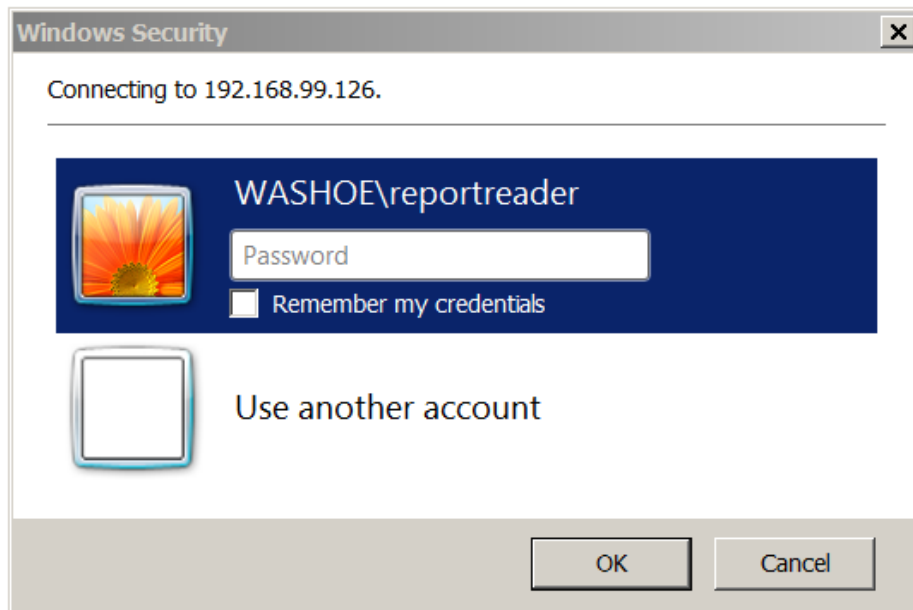 Windows Security
Connecting to 192.168.99.126.
WASHOE\reportreader
Password
Remember my credentials
Use another account
OK
Cancel